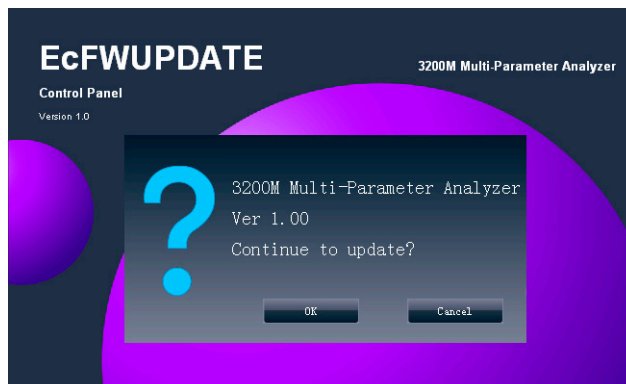 EcFWUPDATE
3200M Multi-Parameter Analyzer
Control Panel
Version 1.0
3200M Multi-Parameter Analyzer
Ver 1.00
Continue to update?
OK
Cancel